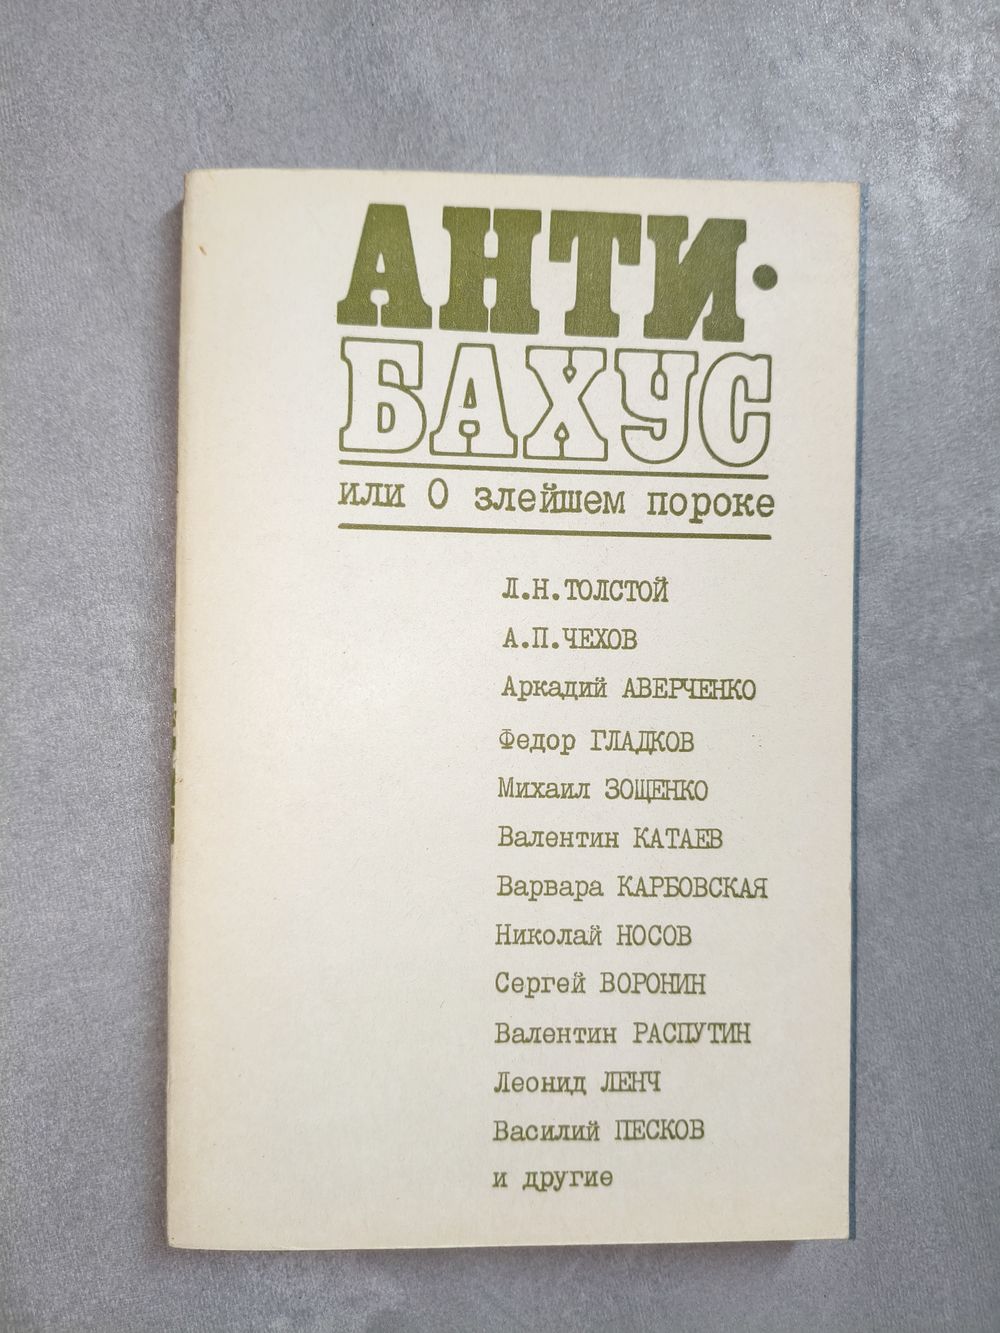 АНТИ·
БАХУС
или О злейшем пороке
Л.Н.ТОЛСТОЙ
А.П.ЧЕХОВ
Аркадий АВЕРЧЕНКО
Федор ГЛАДКОВ
Михаил ЗОЩЕНКО
Валентин КАТАЕВ
Варвара КАРБОВСКАЯ
Николай НОСОВ
Сергей ВОРОНИН
Валентин РАСПУТИН
Леонид ЛЕНЧ
Василий ПЕСКОВ
и другие